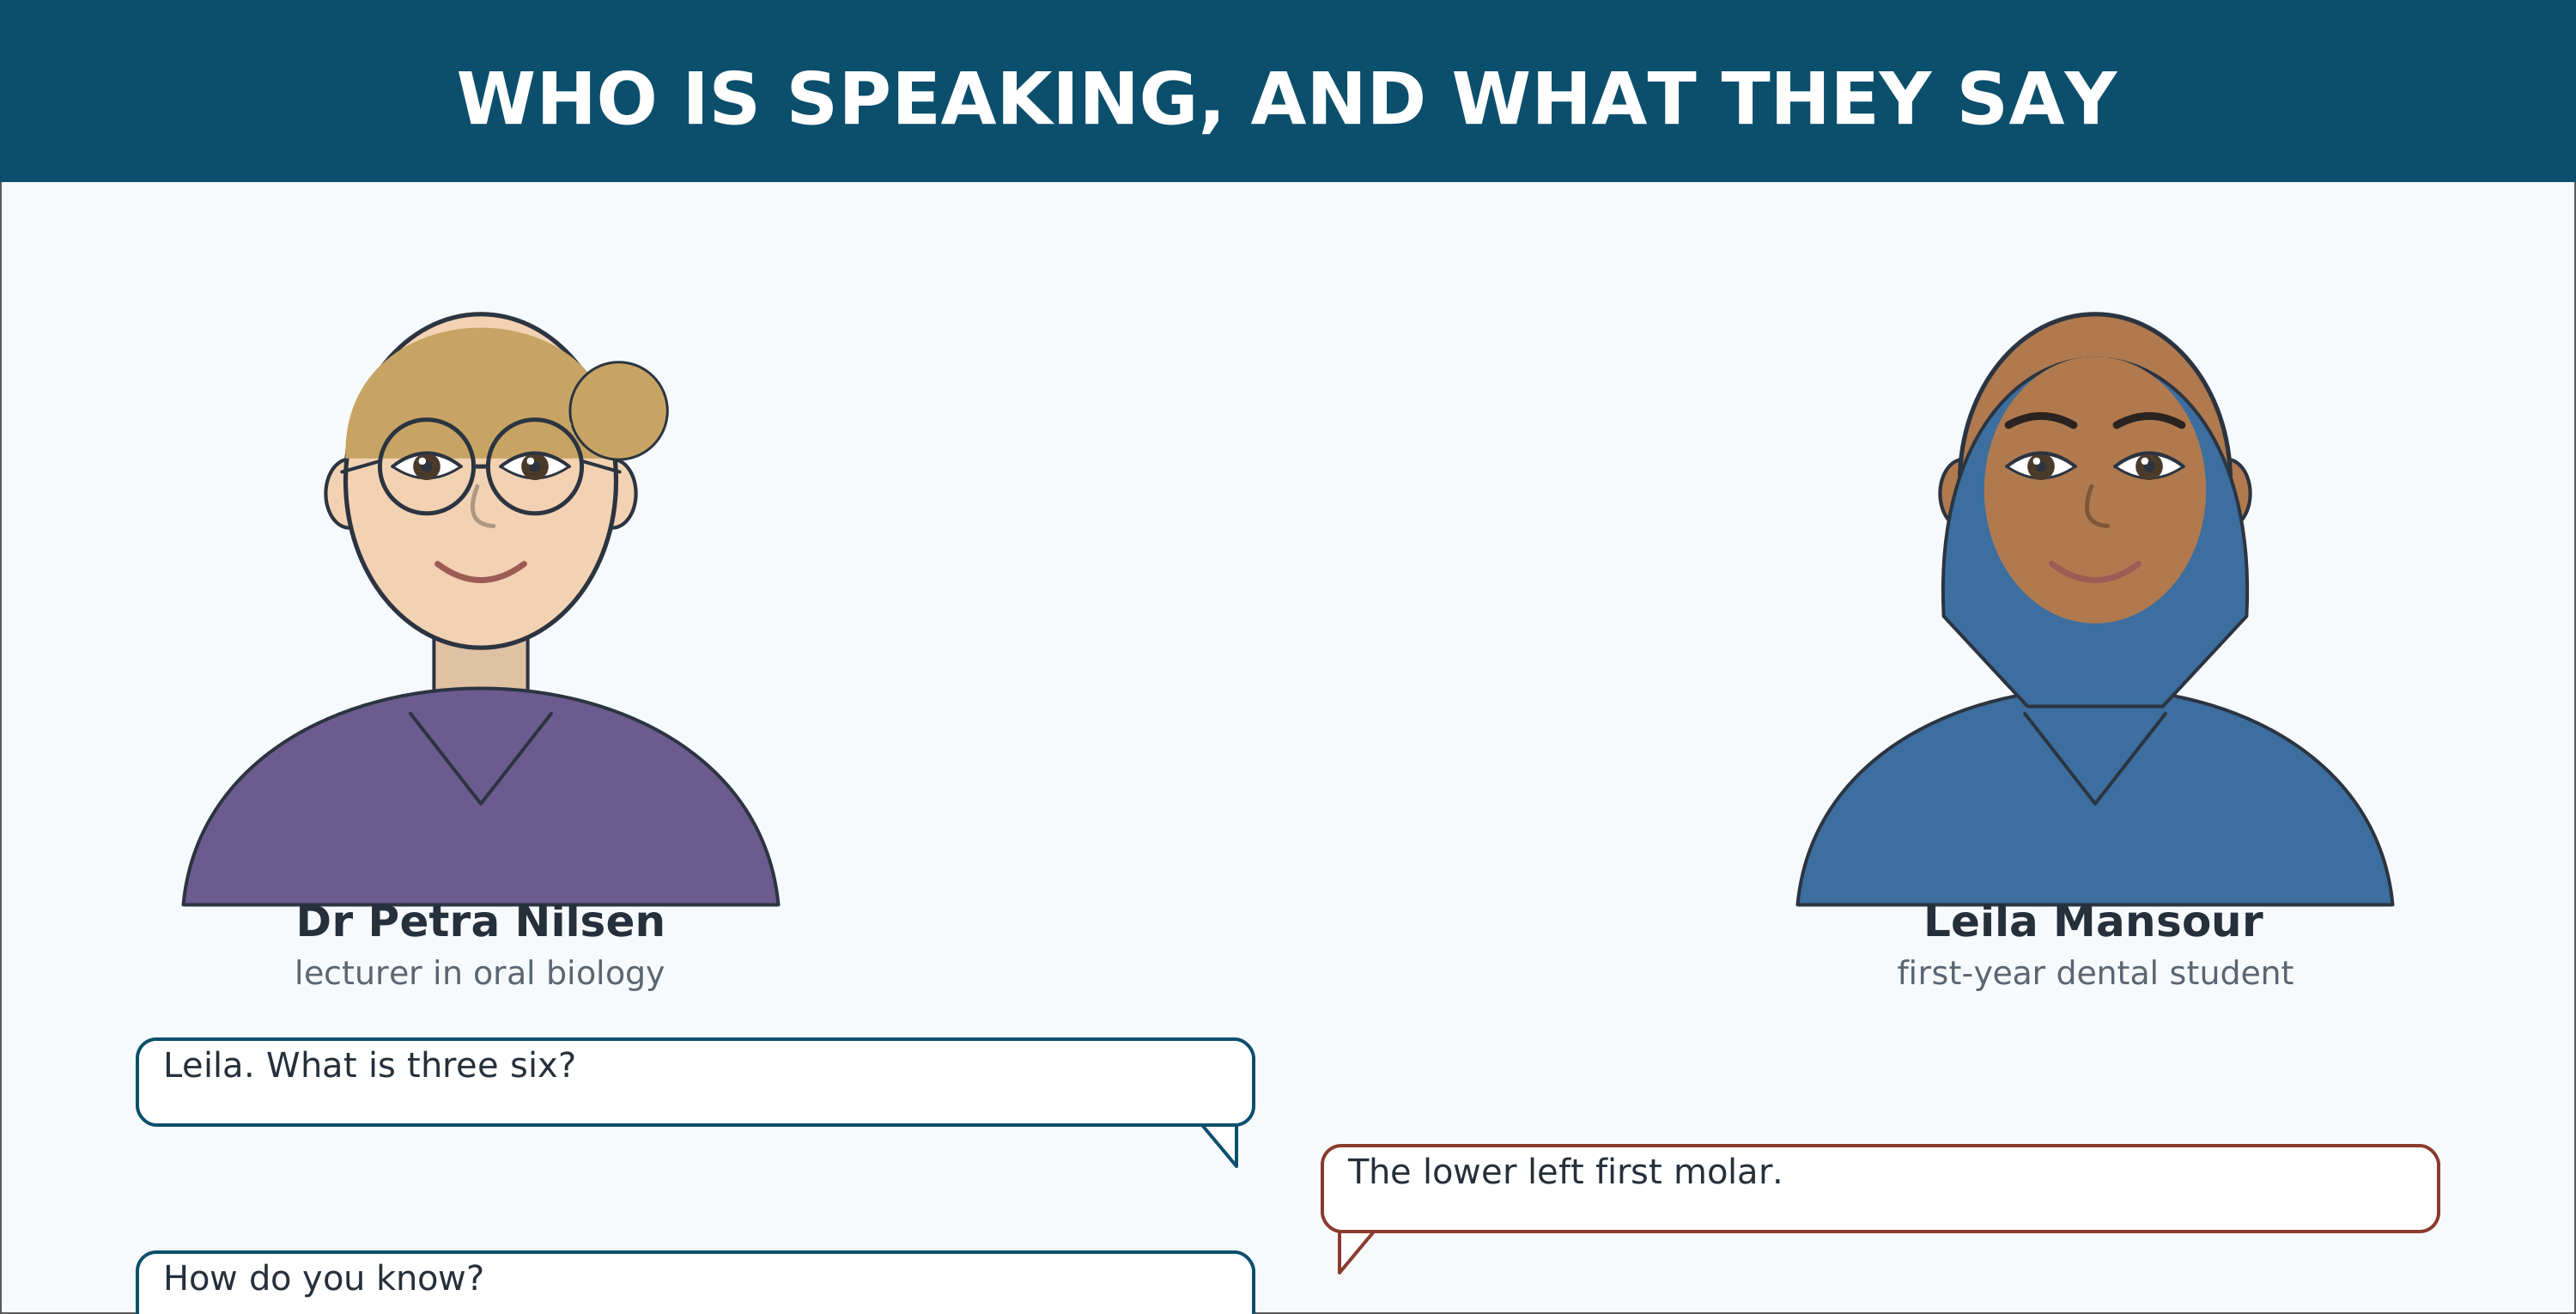 WHO IS SPEAKING, AND WHAT THEY SAY
Dr Petra Nilsen
lecturer in oral biology
Leila Mansour
first-year dental student
Leila. What is three six?
The lower left first molar.
How do you know?